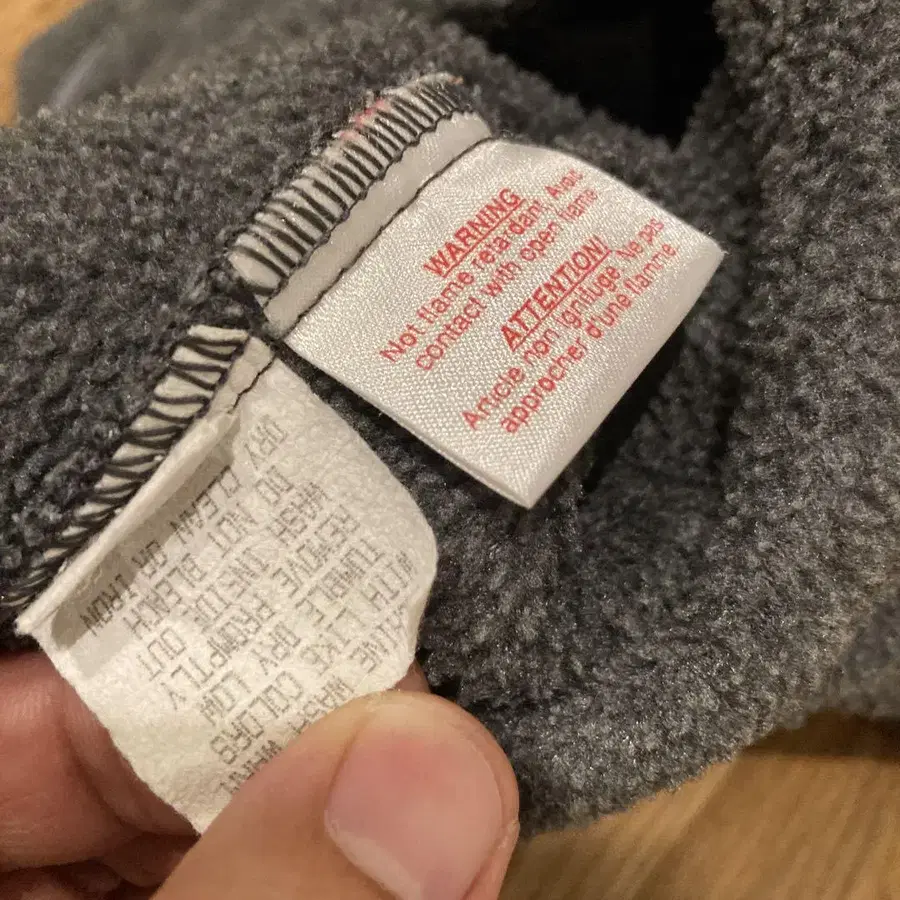 WARNING!
Not flame retardant. Avoid
contact with open flame
ATTENTION!
Article non ignifuge. Ne pas
approcher d'une flamme
WASH WARM
WITH LIKE COLORS
TUMBLE DRY LOW
REMOVE PROMPTLY
WASH INSIDE OUT
DO NOT BLEACH
DRY CLEAN OR IRON